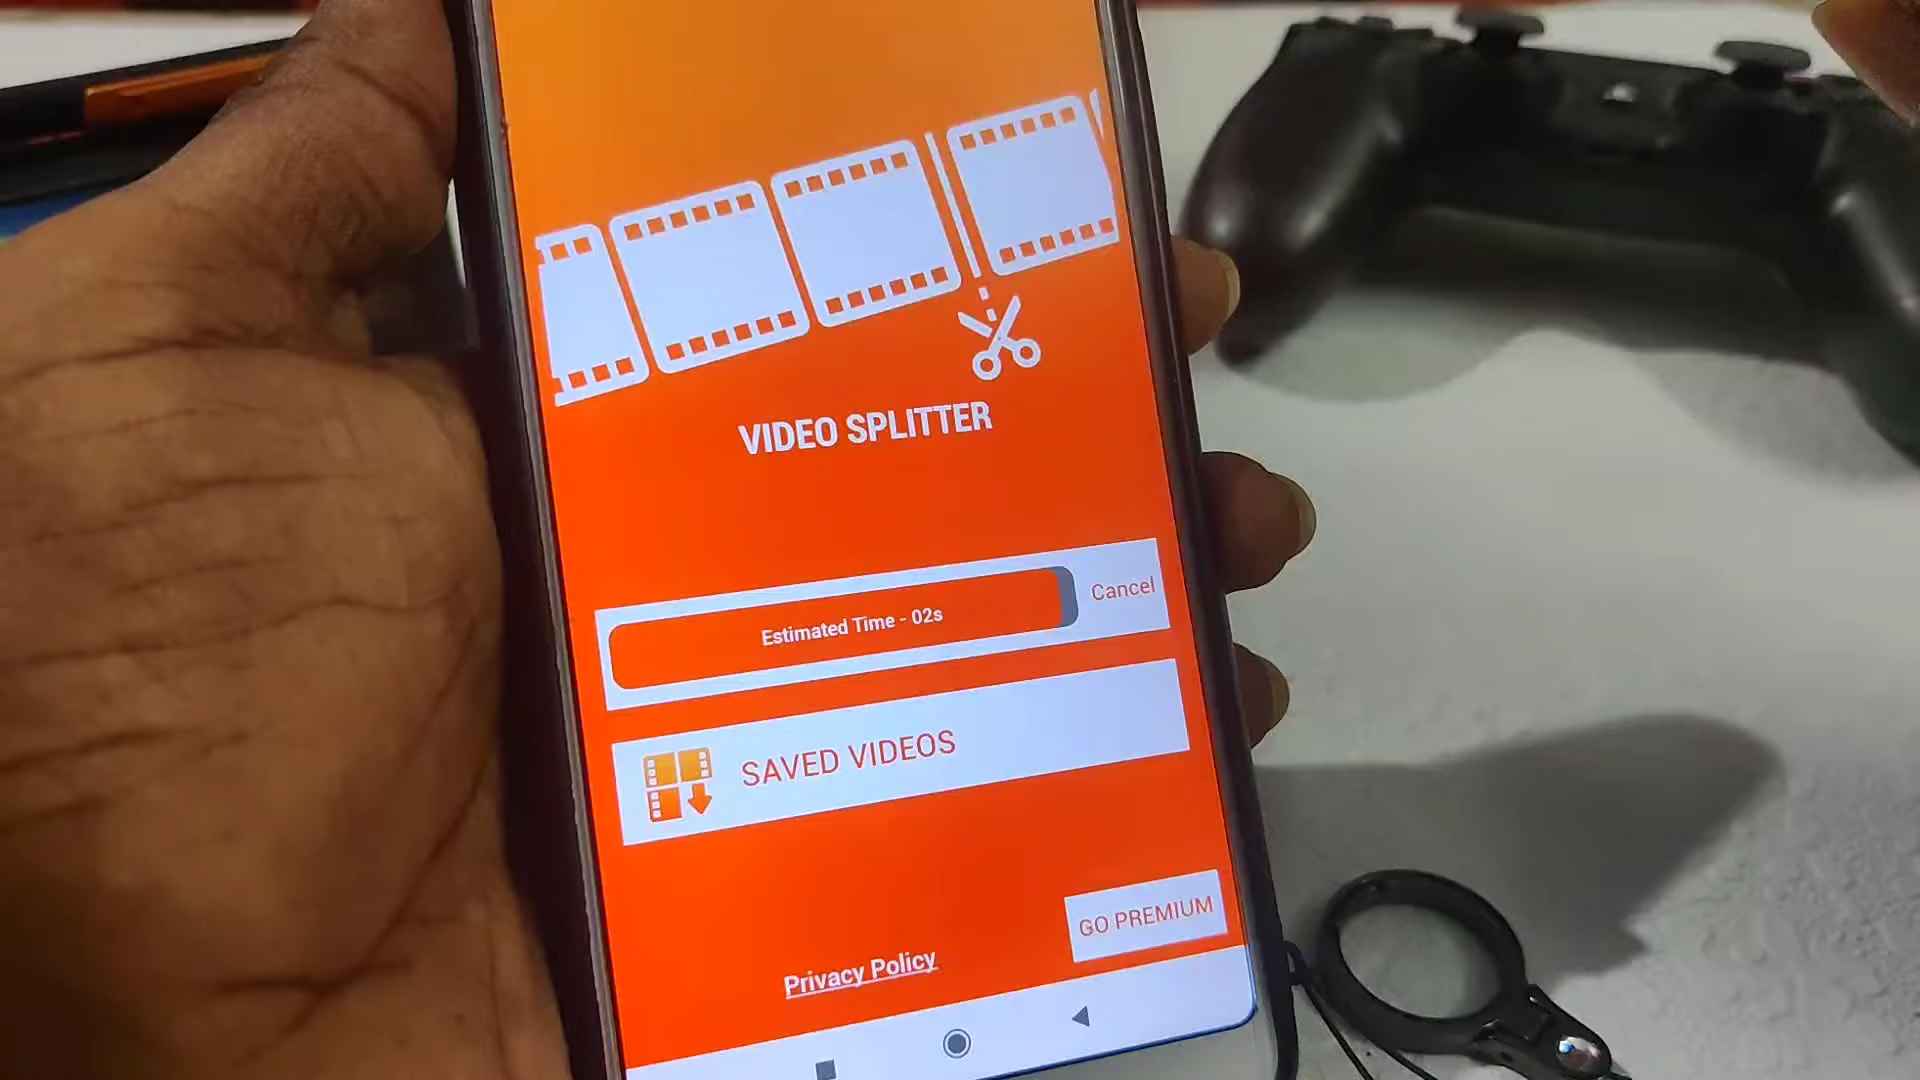 VIDEO SPLITTER
Estimated Time - 02s
Cancel
SAVED VIDEOS
GO PREMIUM
Privacy Policy